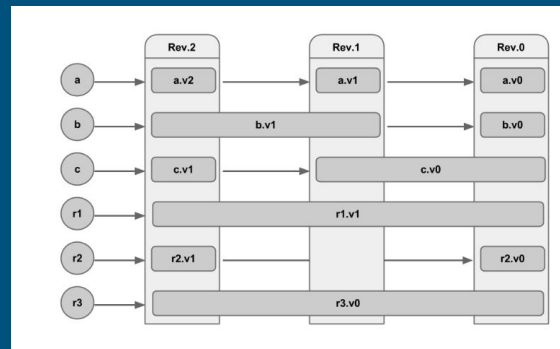 Rev.2 Rev.1 Rev.0
a a.v2 a.v1 a.v0
b b.v1 b.v0
c c.v1 c.v0
r1 r1.v1
r2 r2.v1 r2.v0
r3 r3.v0